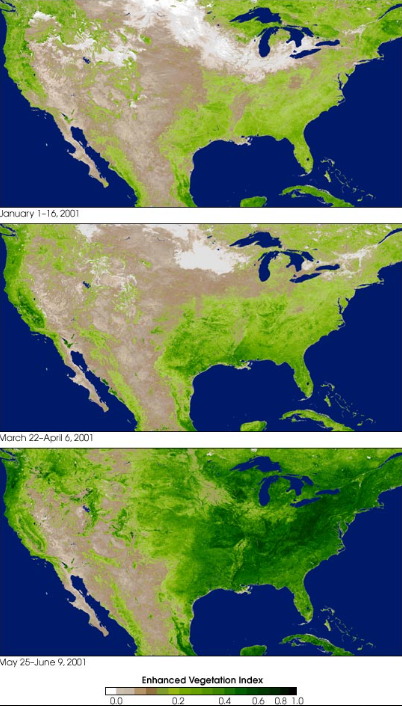 January 1–16, 2001
March 22–April 6, 2001
May 25–June 9, 2001
Enhanced Vegetation Index
0.0 0.2 0.4 0.6 0.8 1.0